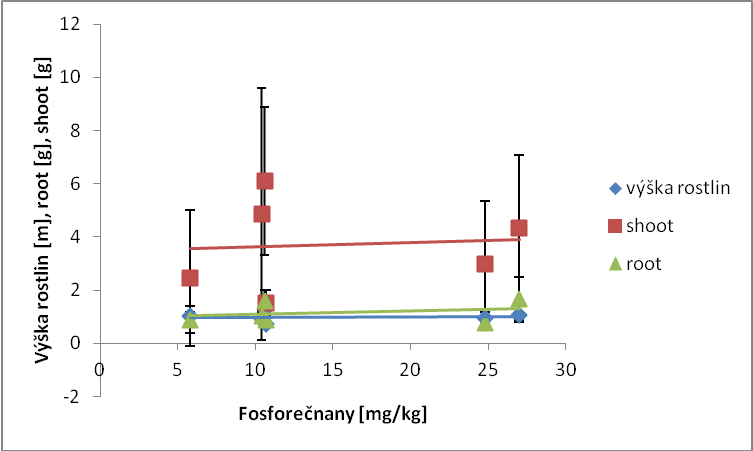 Výška rostlin [m], root [g], shoot [g]
12
10
8
6
4
2
0
-2
0 5 10 15 20 25 30
Fosforečnany [mg/kg]
výška rostlin
shoot
root